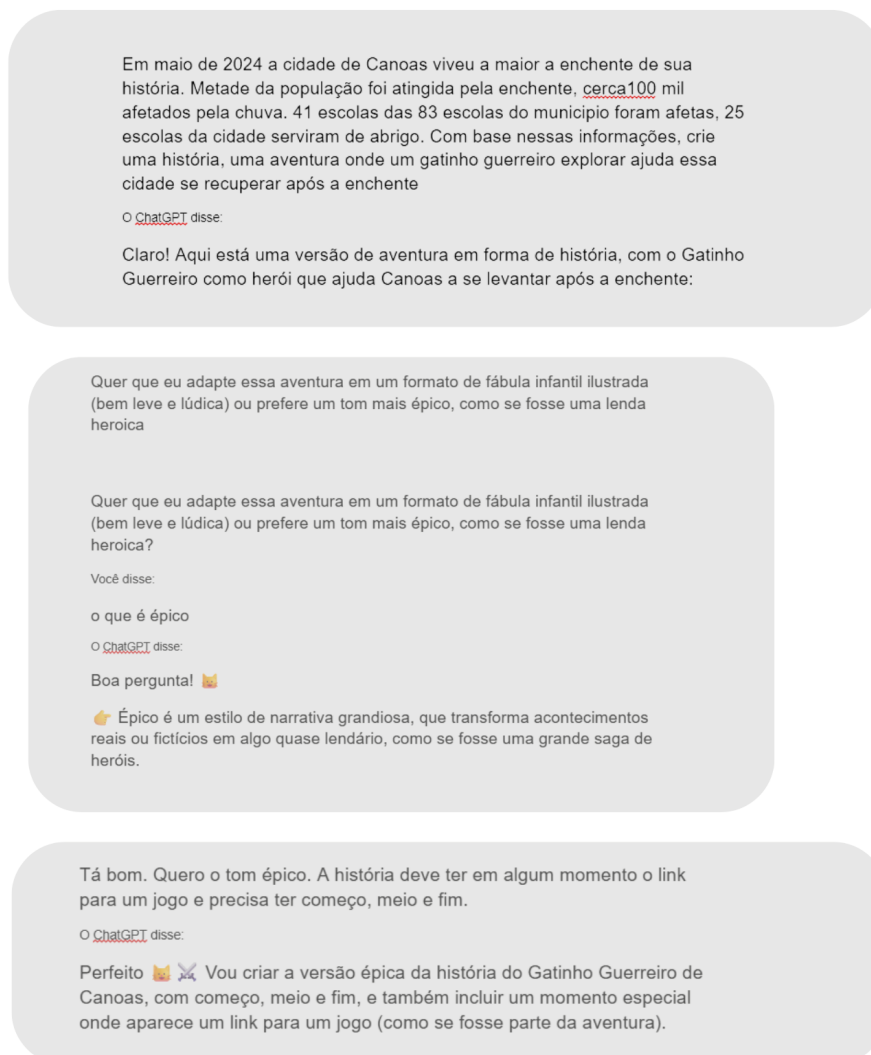 Em maio de 2024 a cidade de Canoas viveu a maior a enchente de sua
história. Metade da população foi atingida pela enchente, cerca100 mil
afetados pela chuva. 41 escolas das 83 escolas do municipio foram afetas, 25
escolas da cidade serviram de abrigo. Com base nessas informações, crie
uma história, uma aventura onde um gatinho guerreiro explorar ajuda essa
cidade se recuperar após a enchente
O ChatGPT disse:
Claro! Aqui está uma versão de aventura em forma de história, com o Gatinho
Guerreiro como herói que ajuda Canoas a se levantar após a enchente:
Quer que eu adapte essa aventura em um formato de fábula infantil ilustrada
(bem leve e lúdica) ou prefere um tom mais épico, como se fosse uma lenda
heroica
Quer que eu adapte essa aventura em um formato de fábula infantil ilustrada
(bem leve e lúdica) ou prefere um tom mais épico, como se fosse uma lenda
heroica?
Você disse:
o que é épico
O ChatGPT disse:
Boa pergunta! 😺
👉 Épico é um estilo de narrativa grandiosa, que transforma acontecimentos
reais ou fictícios em algo quase lendário, como se fosse uma grande saga de
heróis.
Tá bom. Quero o tom épico. A história deve ter em algum momento o link
para um jogo e precisa ter começo, meio e fim.
O ChatGPT disse:
Perfeito 😺⚔️ Vou criar a versão épica da história do Gatinho Guerreiro de
Canoas, com começo, meio e fim, e também incluir um momento especial
onde aparece um link para um jogo (como se fosse parte da aventura).